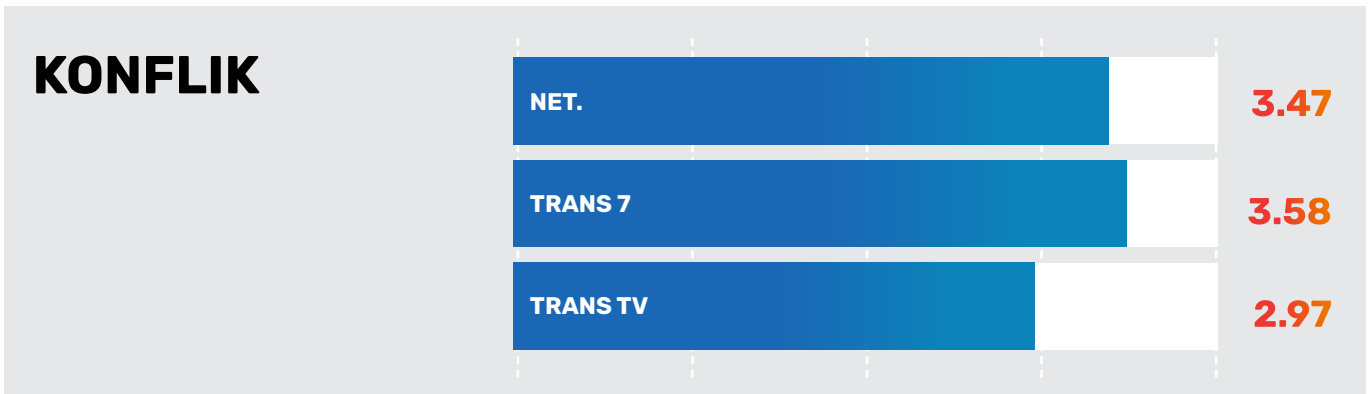 KONFLIK
NET.
3.47
TRANS 7
3.58
TRANS TV
2.97